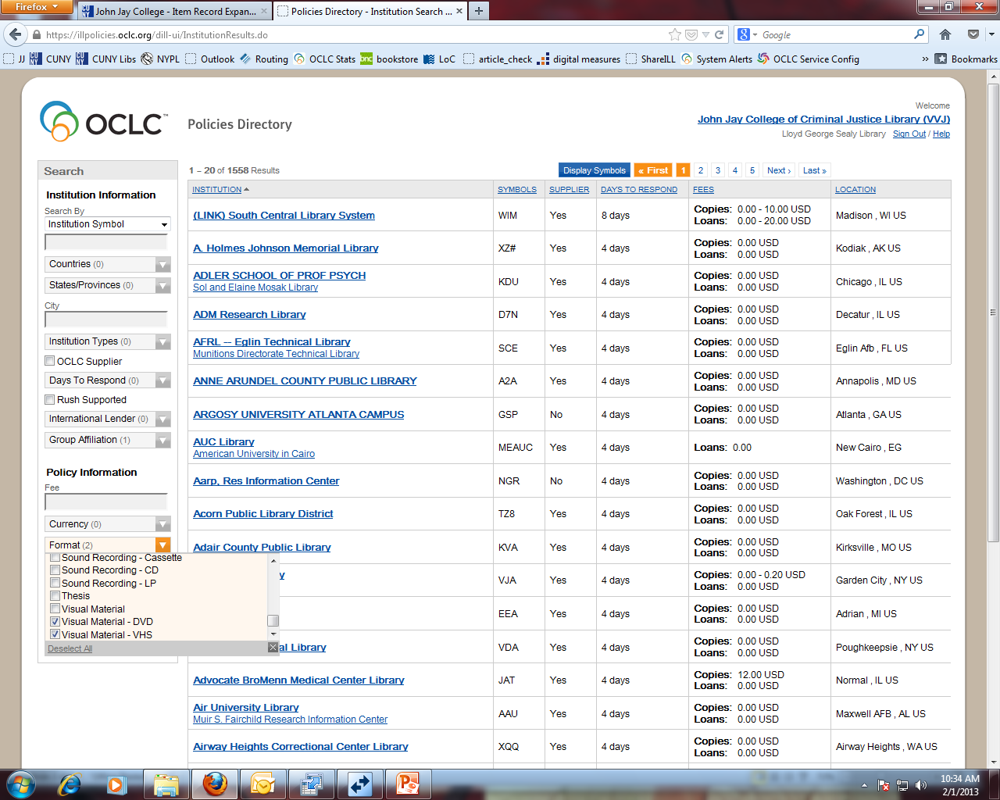 Firefox
John Jay College - Item Record Expan...
Policies Directory - Institution Search ...
https://illpolicies.oclc.org/dill-ui/InstitutionResults.do
Google
JJ CUNY CUNY Libs NYPL Outlook Routing OCLC Stats bookstore LoC article_check digital measures ShareILL System Alerts OCLC Service Config » Bookmarks
OCLC™
Policies Directory
Welcome
John Jay College of Criminal Justice Library (VVJ)
Lloyd George Sealy Library Sign Out / Help
Search
Institution Information
Search By
Institution Symbol
Countries (0)
States/Provinces (0)
City
Institution Types (0)
OCLC Supplier
Days To Respond (0)
Rush Supported
International Lender (0)
Group Affiliation (1)
Policy Information
Fee
Currency (0)
Format (2)
Sound Recording - Cassette
Sound Recording - CD
Sound Recording - LP
Thesis
Visual Material
Visual Material - DVD
Visual Material - VHS
Deselect All
1 – 20 of 1558 Results
Display Symbols « First 1 2 3 4 5 Next › Last »
INSTITUTION SYMBOLS SUPPLIER DAYS TO RESPOND FEES LOCATION
(LINK) South Central Library System WIM Yes 8 days Copies: 0.00 - 10.00 USD Madison , WI US
Loans: 0.00 - 20.00 USD
A. Holmes Johnson Memorial Library XZ# Yes 4 days Copies: 0.00 USD Kodiak , AK US
Loans: 0.00 USD
ADLER SCHOOL OF PROF PSYCH KDU Yes 4 days Copies: 0.00 USD Chicago , IL US
Sol and Elaine Mosak Library Loans: 0.00 USD
ADM Research Library D7N Yes 4 days Copies: 0.00 USD Decatur , IL US
Loans: 0.00 USD
AFRL -- Eglin Technical Library SCE Yes 4 days Copies: 0.00 USD Eglin Afb , FL US
Munitions Directorate Technical Library Loans: 0.00 USD
ANNE ARUNDEL COUNTY PUBLIC LIBRARY A2A Yes 4 days Copies: 0.00 USD Annapolis , MD US
Loans: 0.00 USD
ARGOSY UNIVERSITY ATLANTA CAMPUS GSP No 4 days Copies: 0.00 USD Atlanta , GA US
Loans: 0.00 USD
AUC Library MEAUC Yes 4 days Loans: 0.00 New Cairo , EG
American University in Cairo
Aarp, Res Information Center NGR No 4 days Copies: 0.00 USD Washington , DC US
Loans: 0.00 USD
Acorn Public Library District TZ8 Yes 4 days Copies: 0.00 USD Oak Forest , IL US
Loans: 0.00 USD
Adair County Public Library KVA Yes 4 days Copies: 0.00 USD Kirksville , MO US
Loans: 0.00 USD
y VJA Yes 4 days Copies: 0.00 - 0.20 USD Garden City , NY US
Loans: 0.00 USD
EEA Yes 4 days Copies: 0.00 USD Adrian , MI US
Loans: 0.00 USD
al Library VDA Yes 4 days Copies: 0.00 USD Poughkeepsie , NY US
Loans: 0.00 USD
Advocate BroMenn Medical Center Library JAT Yes 4 days Copies: 12.00 USD Normal , IL US
Loans: 0.00 USD
Air University Library AAU Yes 4 days Copies: 0.00 USD Maxwell AFB , AL US
Muir S. Fairchild Research Information Center Loans: 0.00 USD
Airway Heights Correctional Center Library XQQ Yes 4 days Copies: 0.00 USD Airway Heights , WA US
Loans: 0.00 USD
10:34 AM
2/1/2013